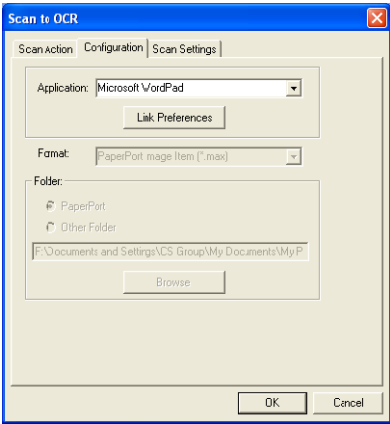 Scan to OCR
Scan Action Configuration Scan Settings
Application: Microsoft WordPad
Link Preferences
Format: PaperPort mage Item (*.max)
Folder:
PaperPort
Other Folder
F:\Documents and Settings\CS Group\My Documents\My P
Browse
OK Cancel